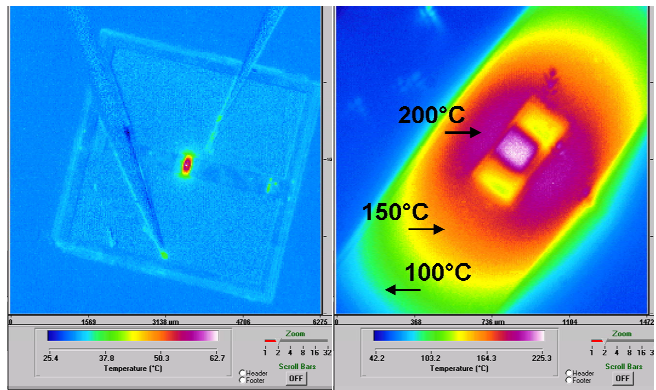 200°C
150°C
100°C
0 1569 3138 um 4706 6275
0 368 736 um 1104 1472
25.4 37.8 50.3 62.7
Temperature (°C)
Zoom
1 2 4 8 16 32
Scroll Bars
Header
Footer
OFF
42.2 103.2 164.3 225.3
Temperature (°C)
Zoom
1 2 4 8 16 32
Scroll Bars
Header
Footer
OFF